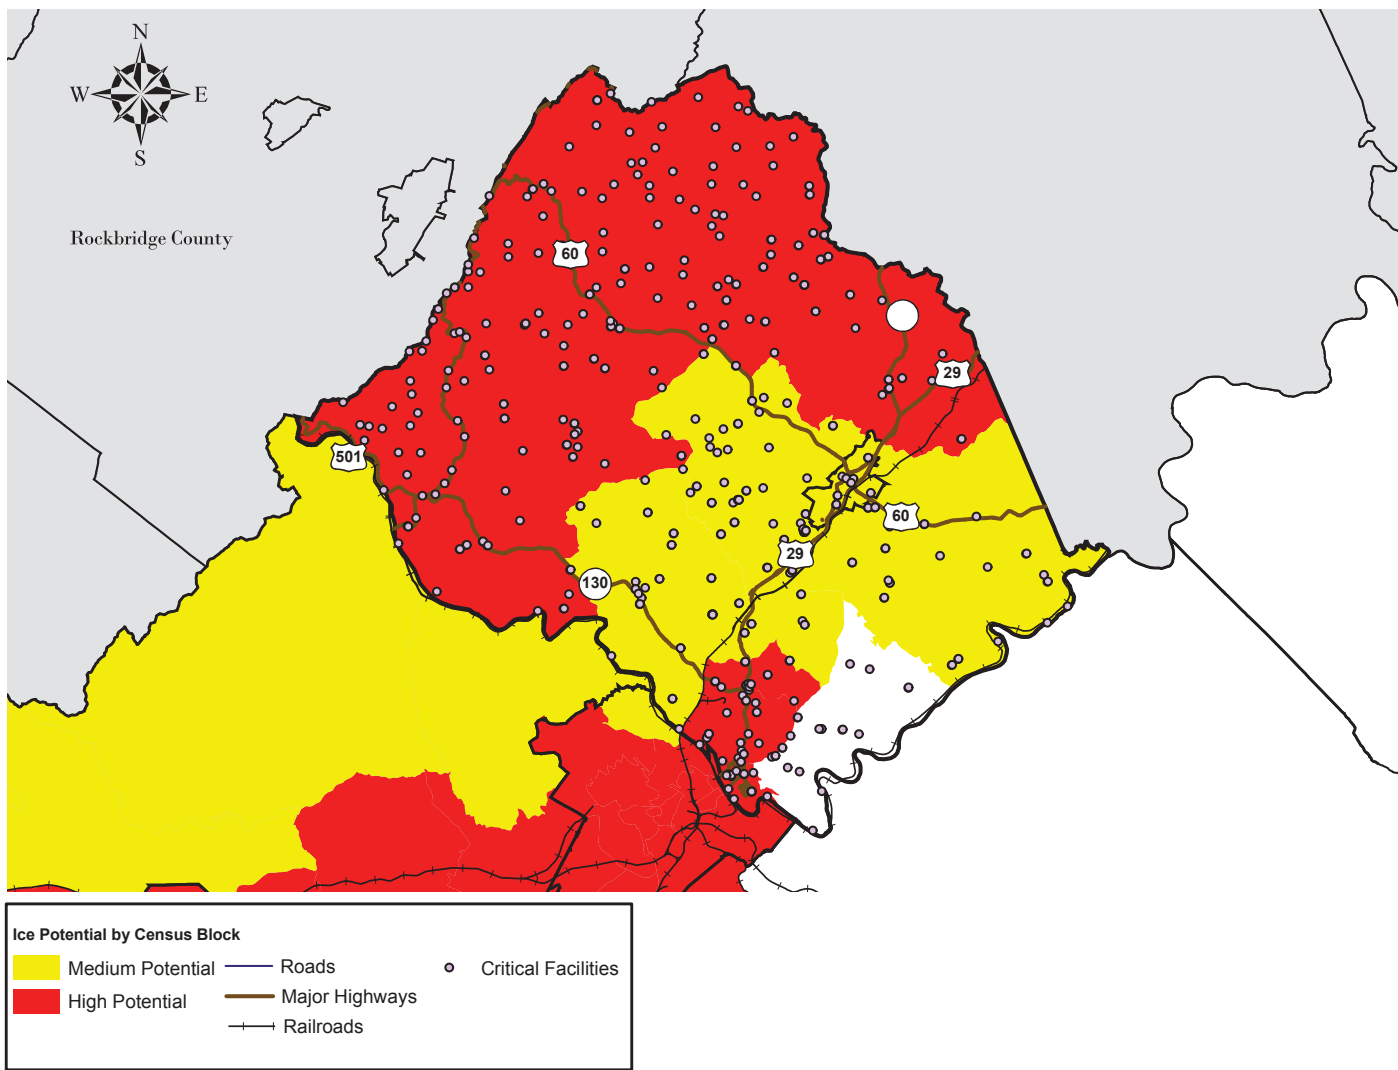 N
W E
S
Rockbridge County
60
29
501
60
29
130
Ice Potential by Census Block
Medium Potential
Roads
Critical Facilities
High Potential
Major Highways
Railroads